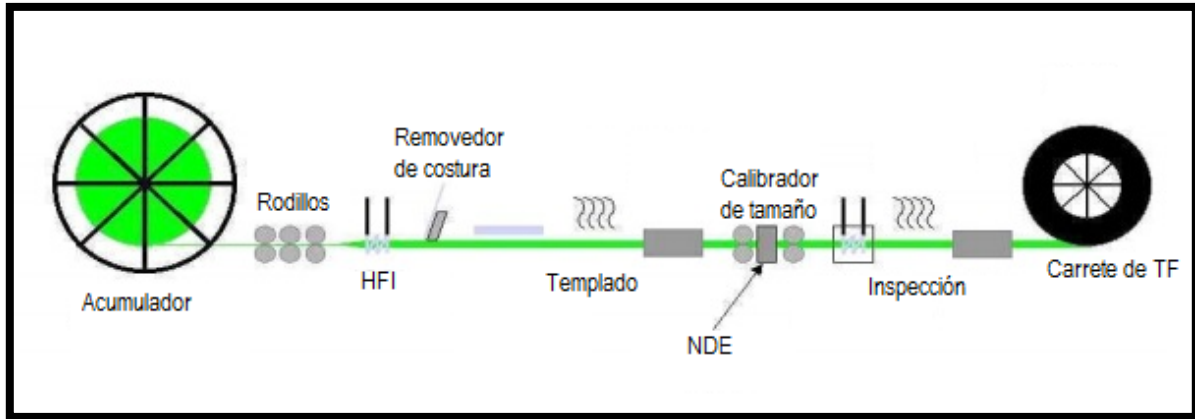 Acumulador
Rodillos
HFI
Removedor
de costura
Templado
Calibrador
de tamaño
NDE
Inspección
Carrete de TF